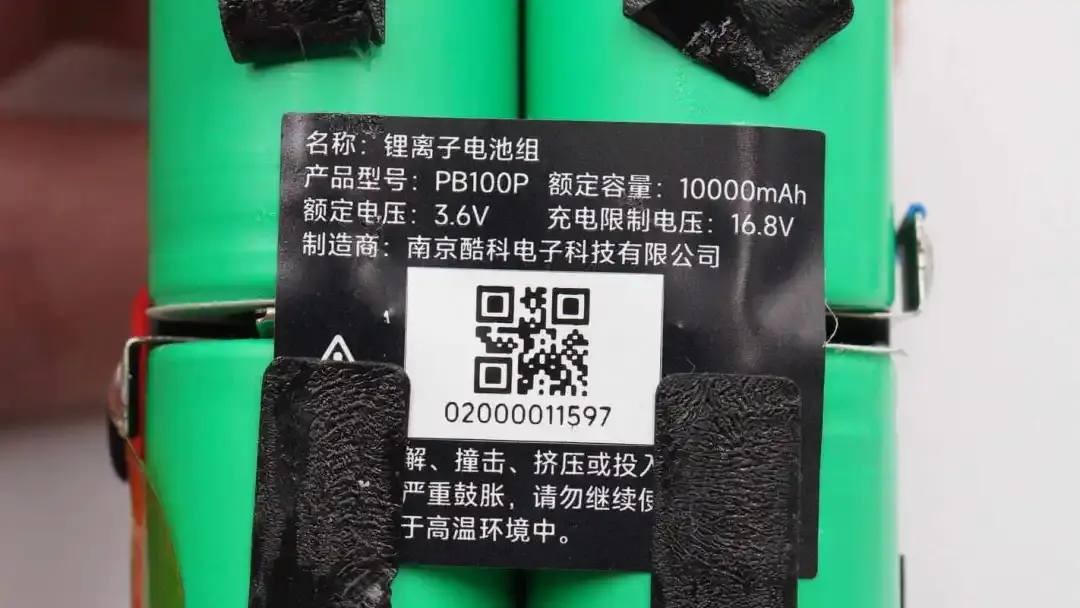 名称：锂离子电池组
产品型号：PB100P 额定容量：10000mAh
额定电压：3.6V 充电限制电压：16.8V
制造商：南京酷科电子科技有限公司
02000011597
解、撞击、挤压或投入
严重鼓胀，请勿继续使
于高温环境中。